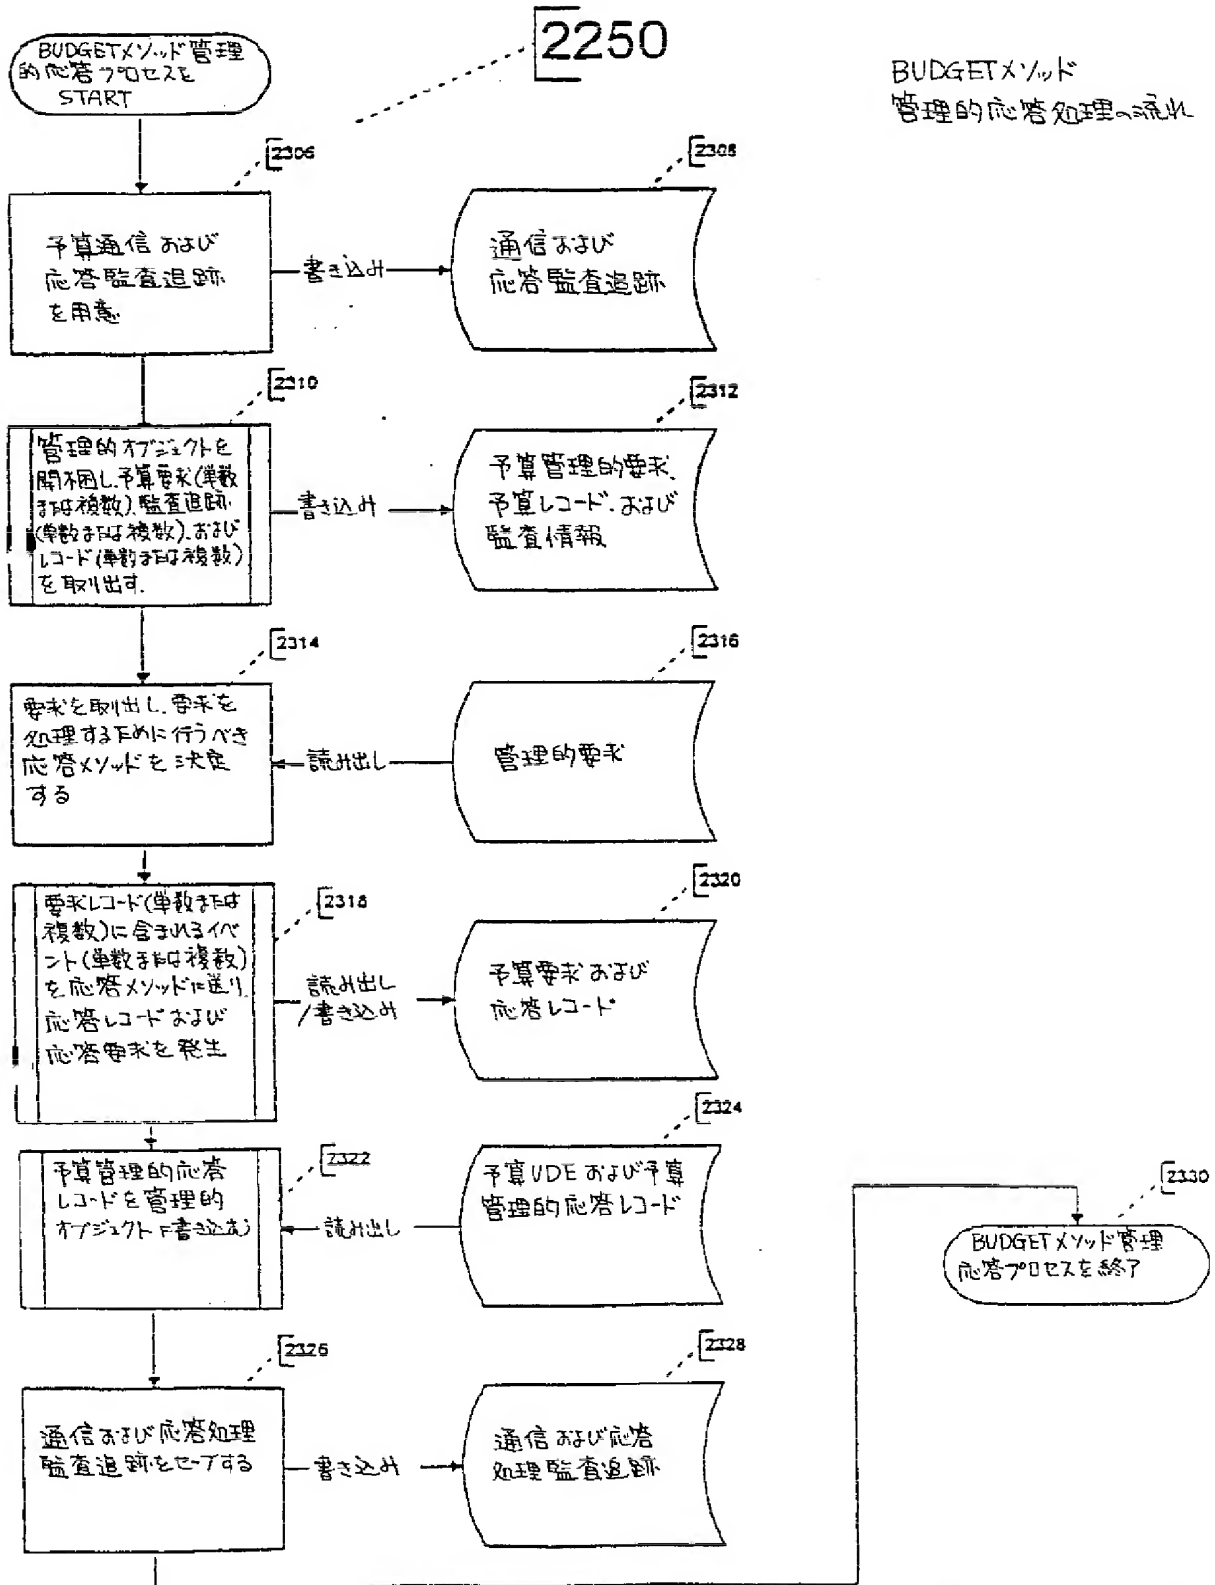 2250
BUDGETメソッド管理
的応答プロセスを
START
BUDGETメソッド
管理的応答処理の流れ
2306
2308
予算通信および
応答監査追跡
を用意
書き込み
通信および
応答監査追跡
2310
2312
管理的オブジェクトを
開梱し、予算要求(単数
または複数)、監査追跡
(単数または複数)、および
レコード(単数または複数)
を取り出す.
書き込み
予算管理的要求、
予算レコード、および
監査情報
2314
2316
要求を取出し、要求を
処理するために行うべき
応答メソッドを決定
する
読み出し
管理的要求
2318
2320
要求レコード(単数または
複数)に含まれるイベ
ント(単数または複数)
を応答メソッドに送り、
応答レコードおよび
応答要求を発生
読み出し
/書き込み
予算要求および
応答レコード
2322
2324
予算管理的応答
レコードを管理的
オブジェクトに書き込む
読み出し
予算UDEおよび予算
管理的応答レコード
2326
2328
通信および応答処理
監査追跡をセーブする
書き込み
通信および応答
処理監査追跡
2330
BUDGETメソッド管理
応答プロセスを終了